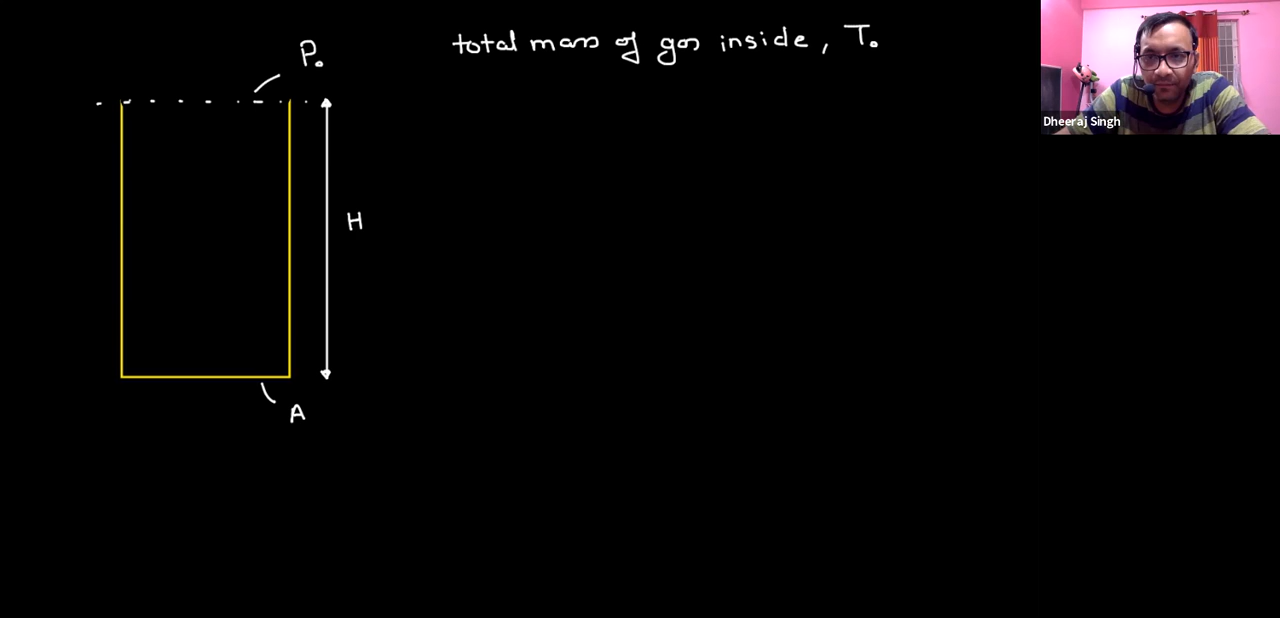 total mass of gas inside, T₀
P₀
H
A
Dheeraj Singh